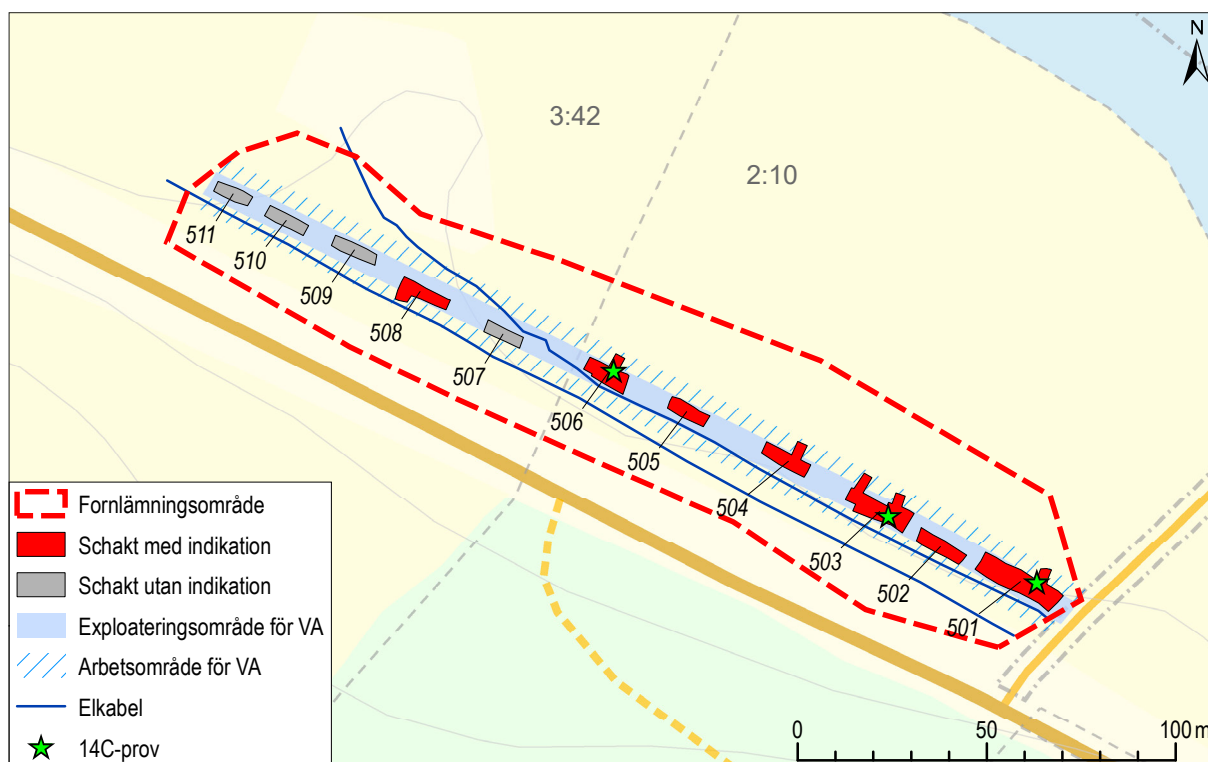 N
3:42
2:10
511
510
509
508
507
506
505
504
503
502
501
Fornlämningsområde
Schakt med indikation
Schakt utan indikation
Exploateringsområde för VA
Arbetsområde för VA
Elkabel
14C-prov
0 50 100 m